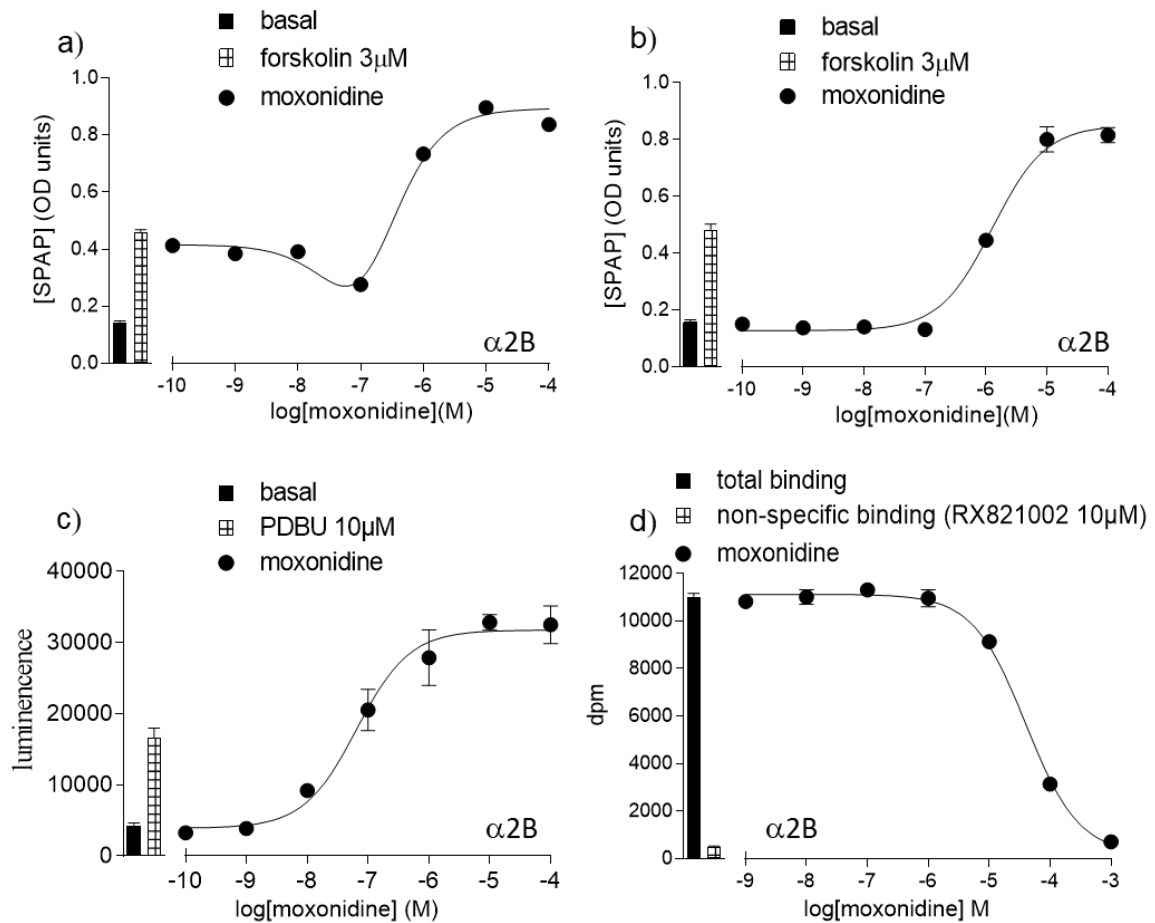 a)
basal
forskolin 3μM
moxonidine
[SPAP] (OD units)
1.0
0.8
0.6
0.4
0.2
0.0
α2B
-10 -9 -8 -7 -6 -5 -4
log[moxonidine](M)
b)
basal
forskolin 3μM
moxonidine
[SPAP] (OD units)
1.0
0.8
0.6
0.4
0.2
0.0
α2B
-10 -9 -8 -7 -6 -5 -4
log[moxonidine](M)
c)
basal
PDBU 10μM
moxonidine
luminence
40000
30000
20000
10000
0
α2B
-10 -9 -8 -7 -6 -5 -4
log[moxonidine] (M)
d)
total binding
non-specific binding (RX821002 10μM)
moxonidine
dpm
12000
10000
8000
6000
4000
2000
0
α2B
-9 -8 -7 -6 -5 -4 -3
log[moxonidine] M